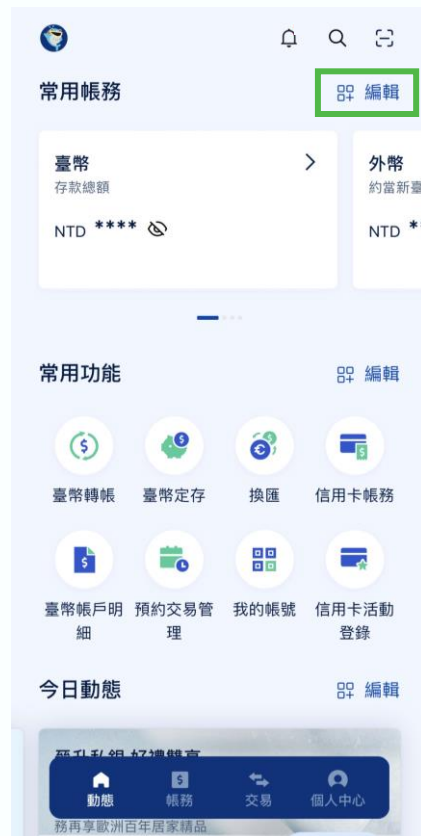 常用帳務
編輯
臺幣
外幣
存款總額
約當新臺
NTD ****
NTD *
常用功能
編輯
臺幣轉帳
臺幣定存
換匯
信用卡帳務
臺幣帳戶明
細
預約交易管
理
我的帳號
信用卡活動
登錄
今日動態
編輯
動態
帳務
交易
個人中心
務再享歐洲百年居家精品